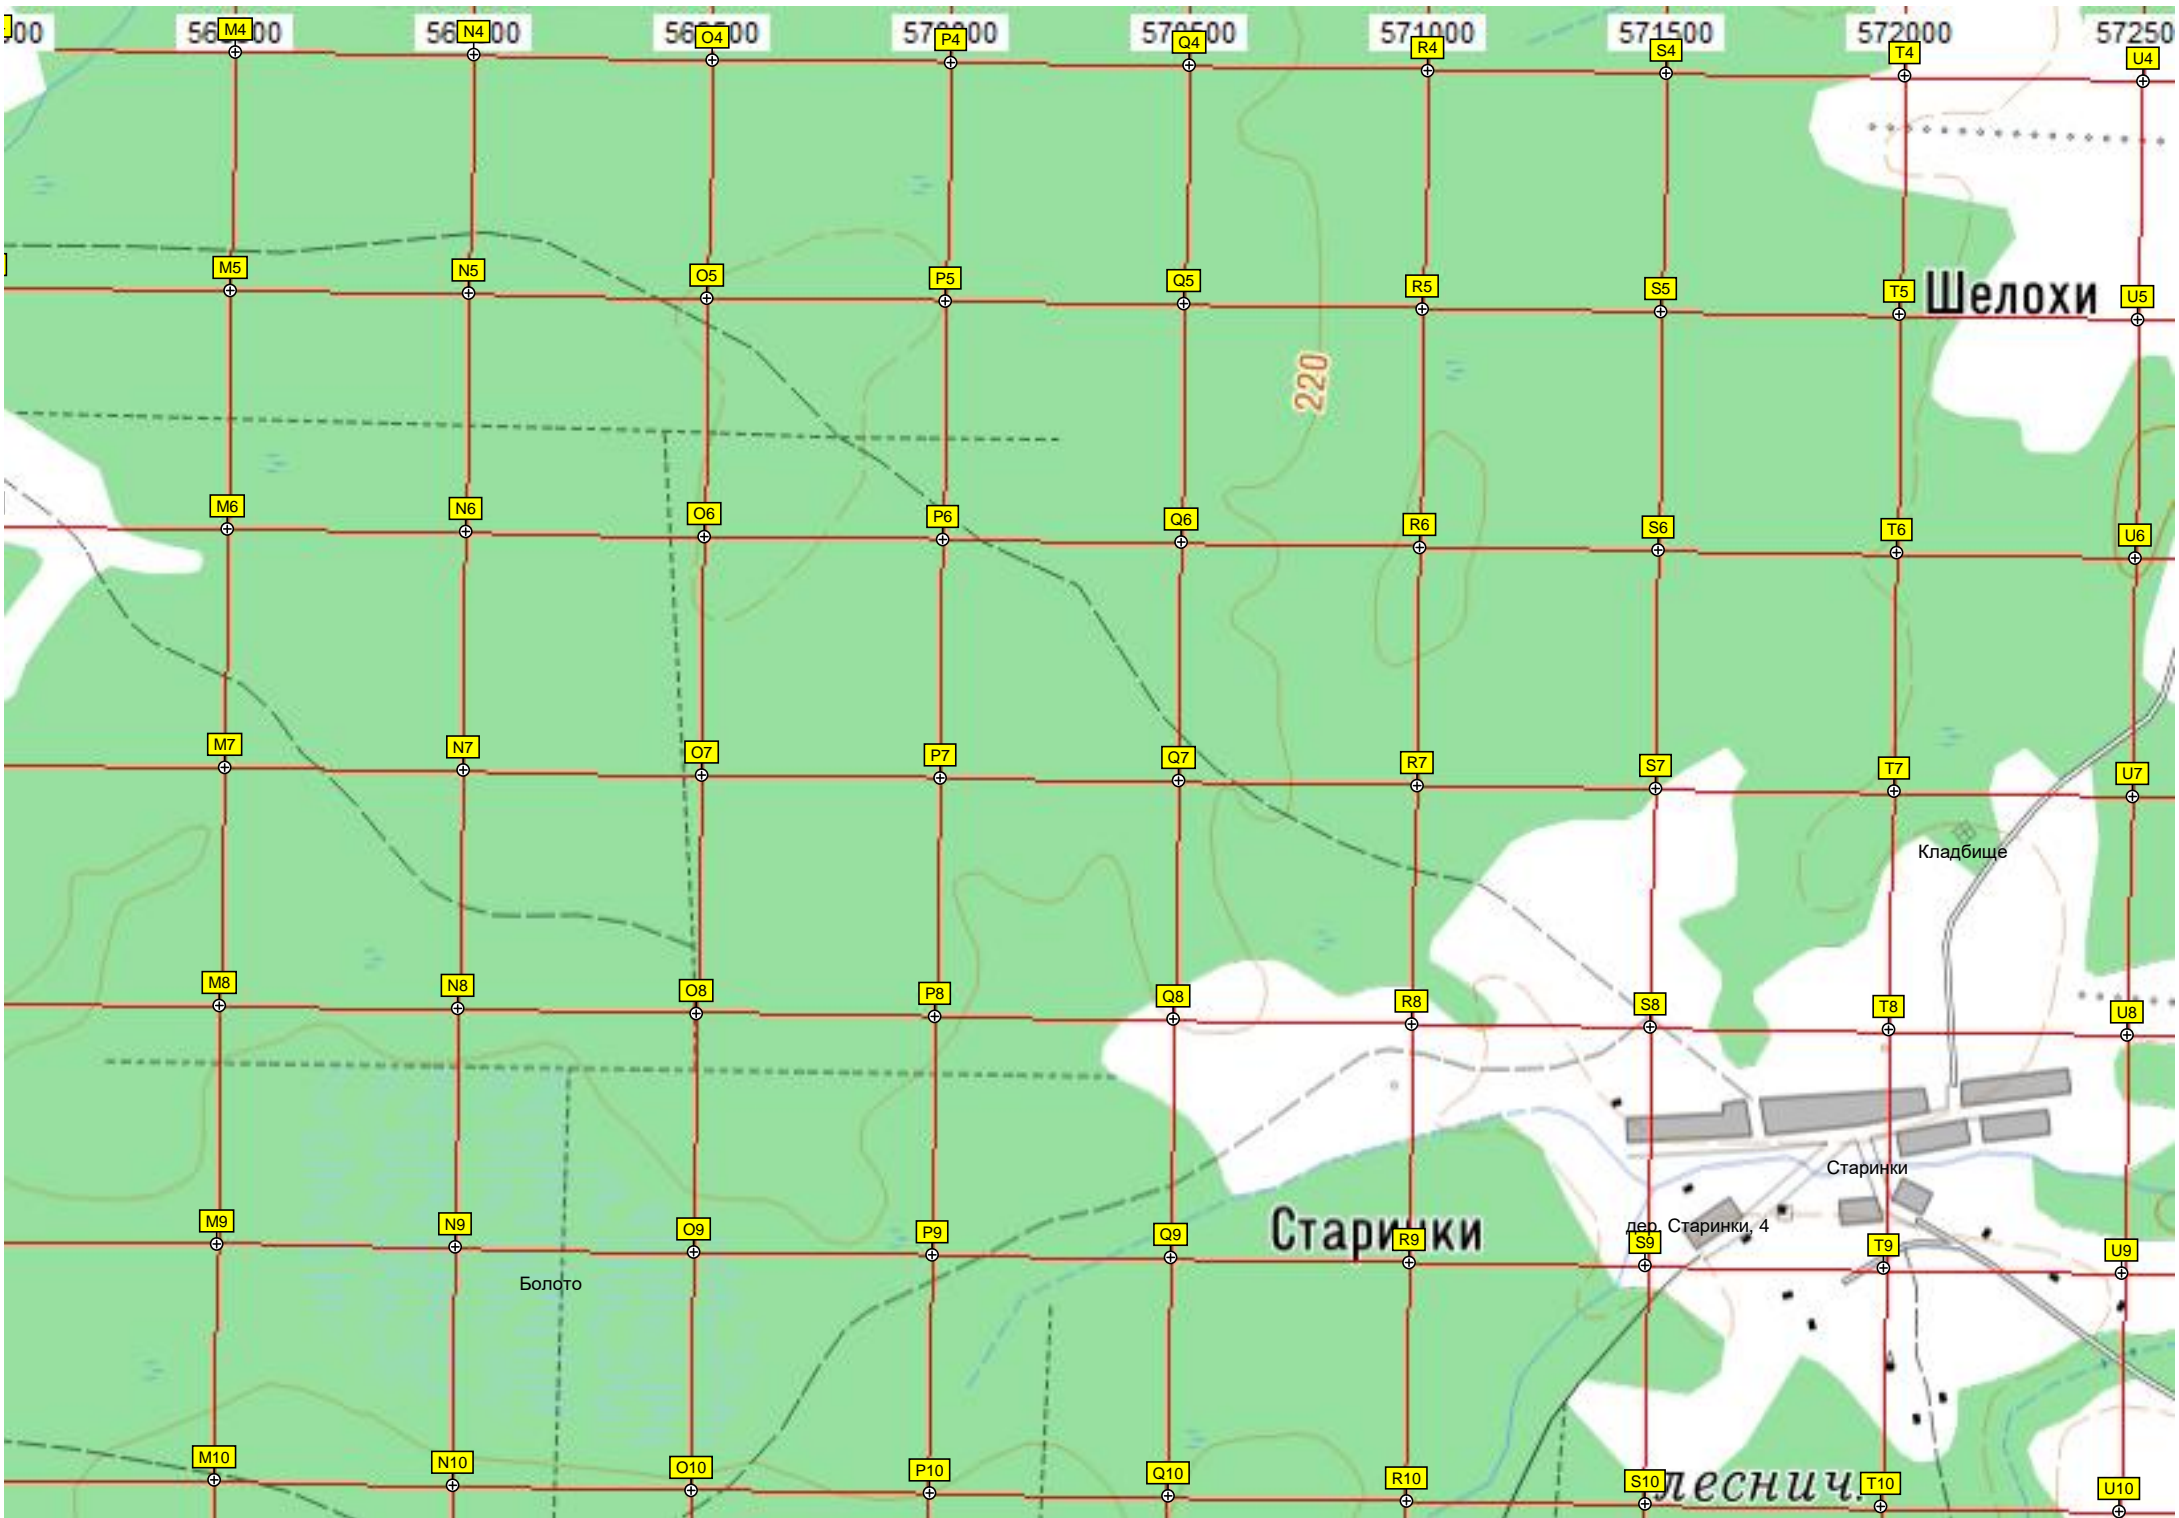 M4 N4 O4 P4 Q4 R4 S4 T4 U4
570000 571000 571500 572000
M5 N5 O5 P5 Q5 R5 S5 T5 Шелохи U5
220
M6 N6 O6 P6 Q6 R6 S6 T6 U6
M7 N7 O7 P7 Q7 R7 S7 T7 U7
Кладбище
M8 N8 O8 P8 Q8 R8 S8 T8 U8
Старинки
M9 N9 O9 P9 Q9 Старинки R9 S9 T9 U9
дер. Старинки, 4
Болото
M10 N10 O10 P10 Q10 R10 S10 леснич. T10 U10